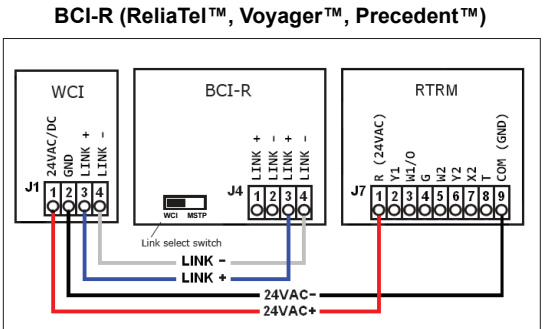 BCI-R (ReliaTel™, Voyager™, Precedent™)
WCI
BCI-R
RTRM
24VAC/DC
GND
LINK +
LINK -
LINK +
LINK -
LINK +
LINK -
R (24VAC)
Y1
W1/O
G
W2
Y2
X2
T
COM (GND)
J1
1 2 3 4
J4
1 2 3 4
J7
1 2 3 4 5 6 7 8 9
WCI MSTP
Link select switch
LINK -
LINK +
24VAC-
24VAC+